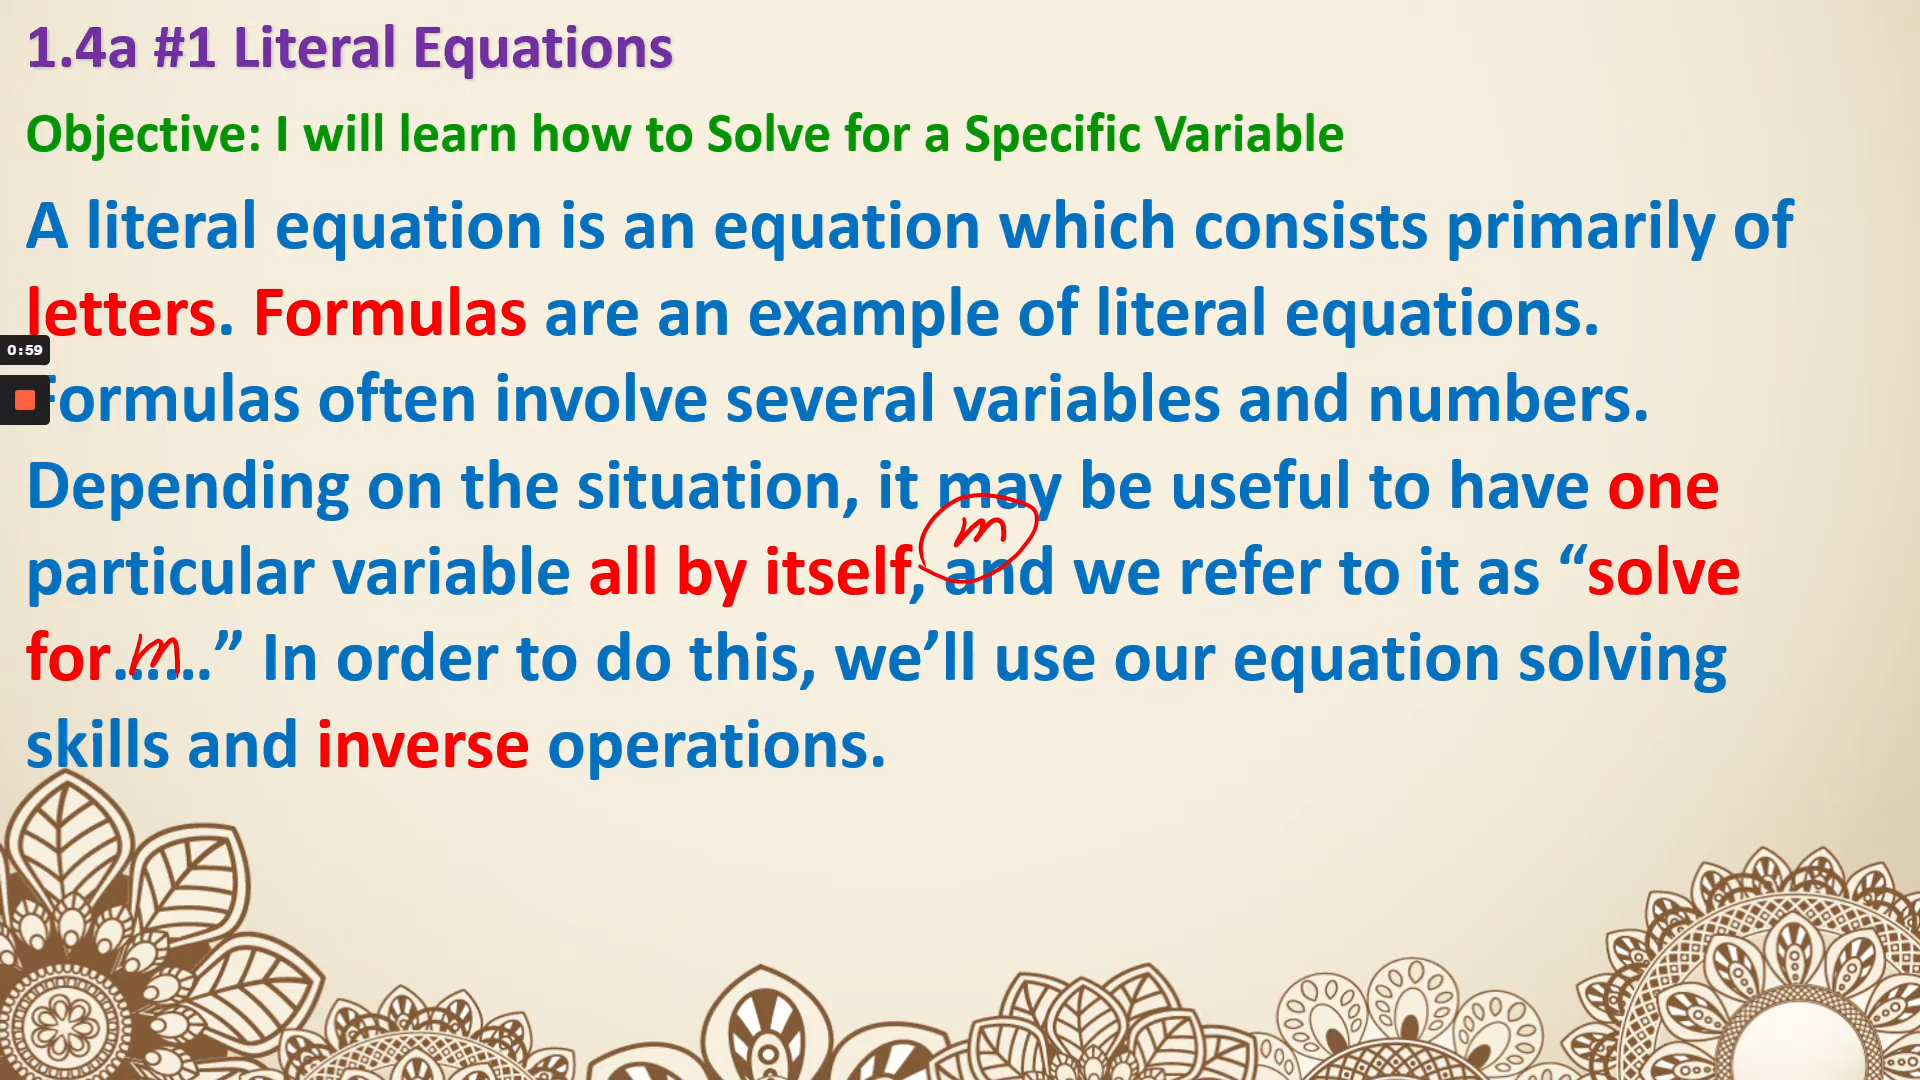 1.4a #1 Literal Equations
Objective: I will learn how to Solve for a Specific Variable
A literal equation is an equation which consists primarily of
letters. Formulas are an example of literal equations.
0:59
Formulas often involve several variables and numbers.
Depending on the situation, it may be useful to have one
m
particular variable all by itself, and we refer to it as “solve
for...m...” In order to do this, we’ll use our equation solving
skills and inverse operations.